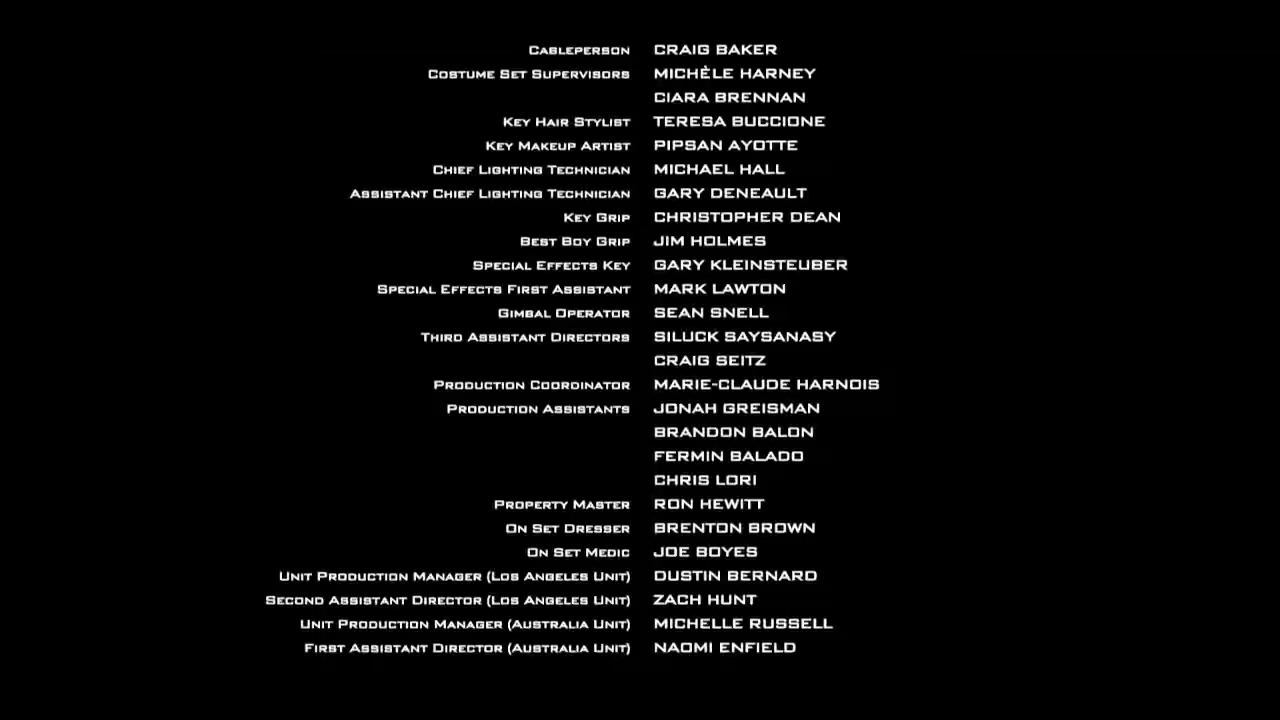 Cableperson CRAIG BAKER
Costume Set Supervisors MICHÈLE HARNEY
CIARA BRENNAN
Key Hair Stylist TERESA BUCCIONE
Key Makeup Artist PIPSAN AYOTTE
Chief Lighting Technician MICHAEL HALL
Assistant Chief Lighting Technician GARY DENEAULT
Key Grip CHRISTOPHER DEAN
Best Boy Grip JIM HOLMES
Special Effects Key GARY KLEINSTEUBER
Special Effects First Assistant MARK LAWTON
Gimbal Operator SEAN SNELL
Third Assistant Directors SILUCK SAYSANASY
CRAIG SEITZ
Production Coordinator MARIE-CLAUDE HARNOIS
Production Assistants JONAH GREISMAN
BRANDON BALON
FERMIN BALADO
CHRIS LORI
Property Master RON HEWITT
On Set Dresser BRENTON BROWN
On Set Medic JOE BOYES
Unit Production Manager (Los Angeles Unit) DUSTIN BERNARD
Second Assistant Director (Los Angeles Unit) ZACH HUNT
Unit Production Manager (Australia Unit) MICHELLE RUSSELL
First Assistant Director (Australia Unit) NAOMI ENFIELD